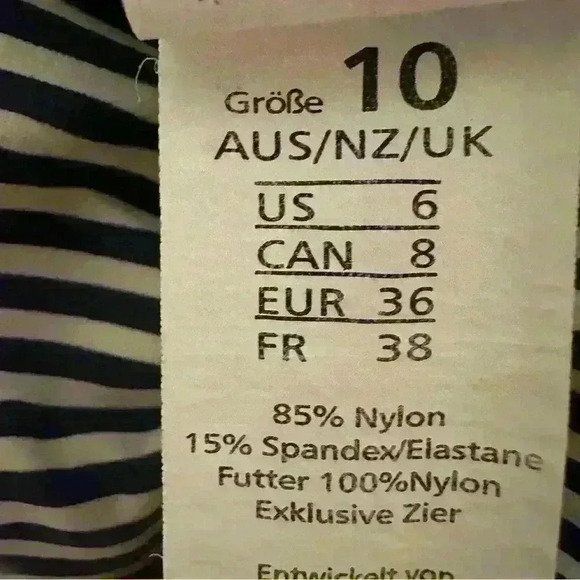 Größe 10
AUS/NZ/UK
US 6
CAN 8
EUR 36
FR 38
85% Nylon
15% Spandex/Elastane
Futter 100%Nylon
Exklusive Zier
Entwickelt von